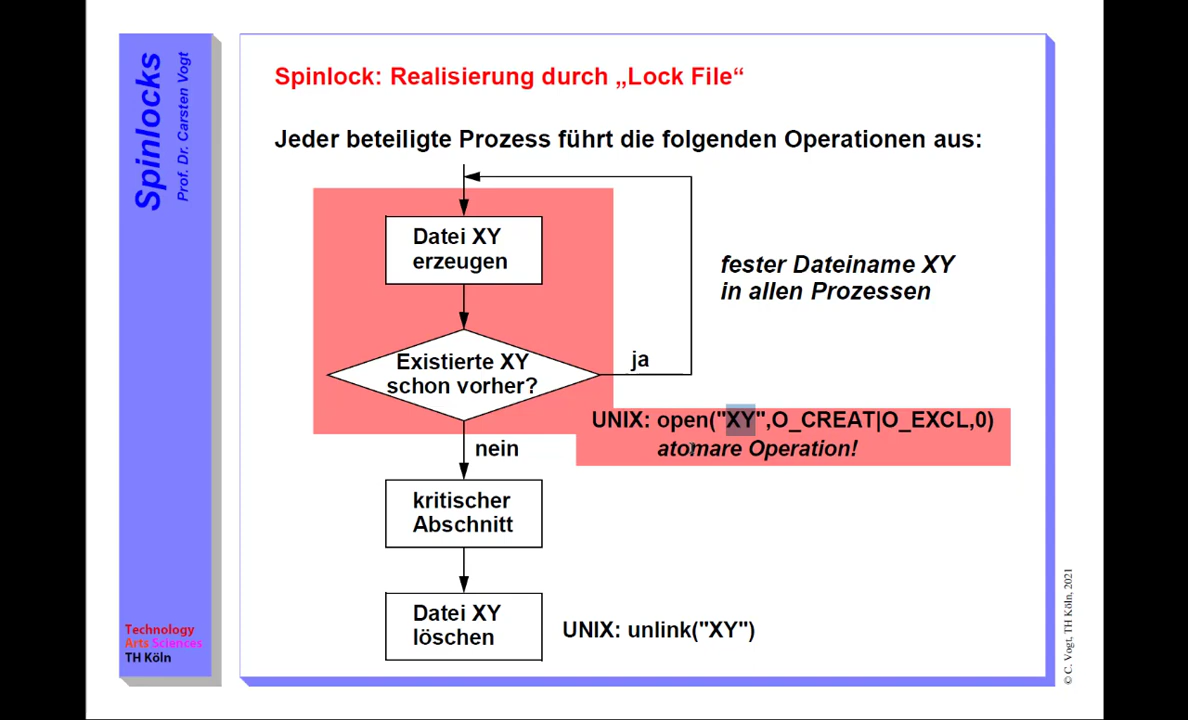 Spinlocks
Prof. Dr. Carsten Vogt
Spinlock: Realisierung durch „Lock File“
Jeder beteiligte Prozess führt die folgenden Operationen aus:
Datei XY
erzeugen
fester Dateiname XY
in allen Prozessen
Existierte XY
schon vorher?
ja
UNIX: open("XY",O_CREAT|O_EXCL,0)
atomare Operation!
nein
kritischer
Abschnitt
Datei XY
löschen
UNIX: unlink("XY")
Technology
Arts Sciences
TH Köln
© C. Vogt, TH Köln, 2021